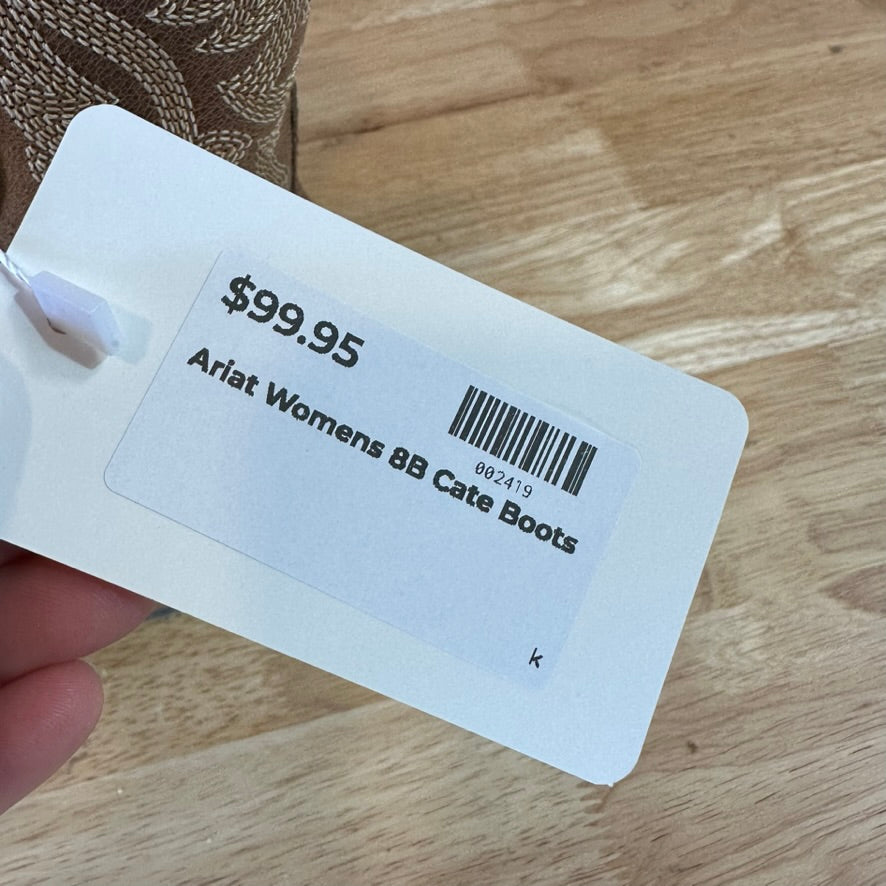 $99.95
Ariat Womens 8B Cate Boots
002419
k